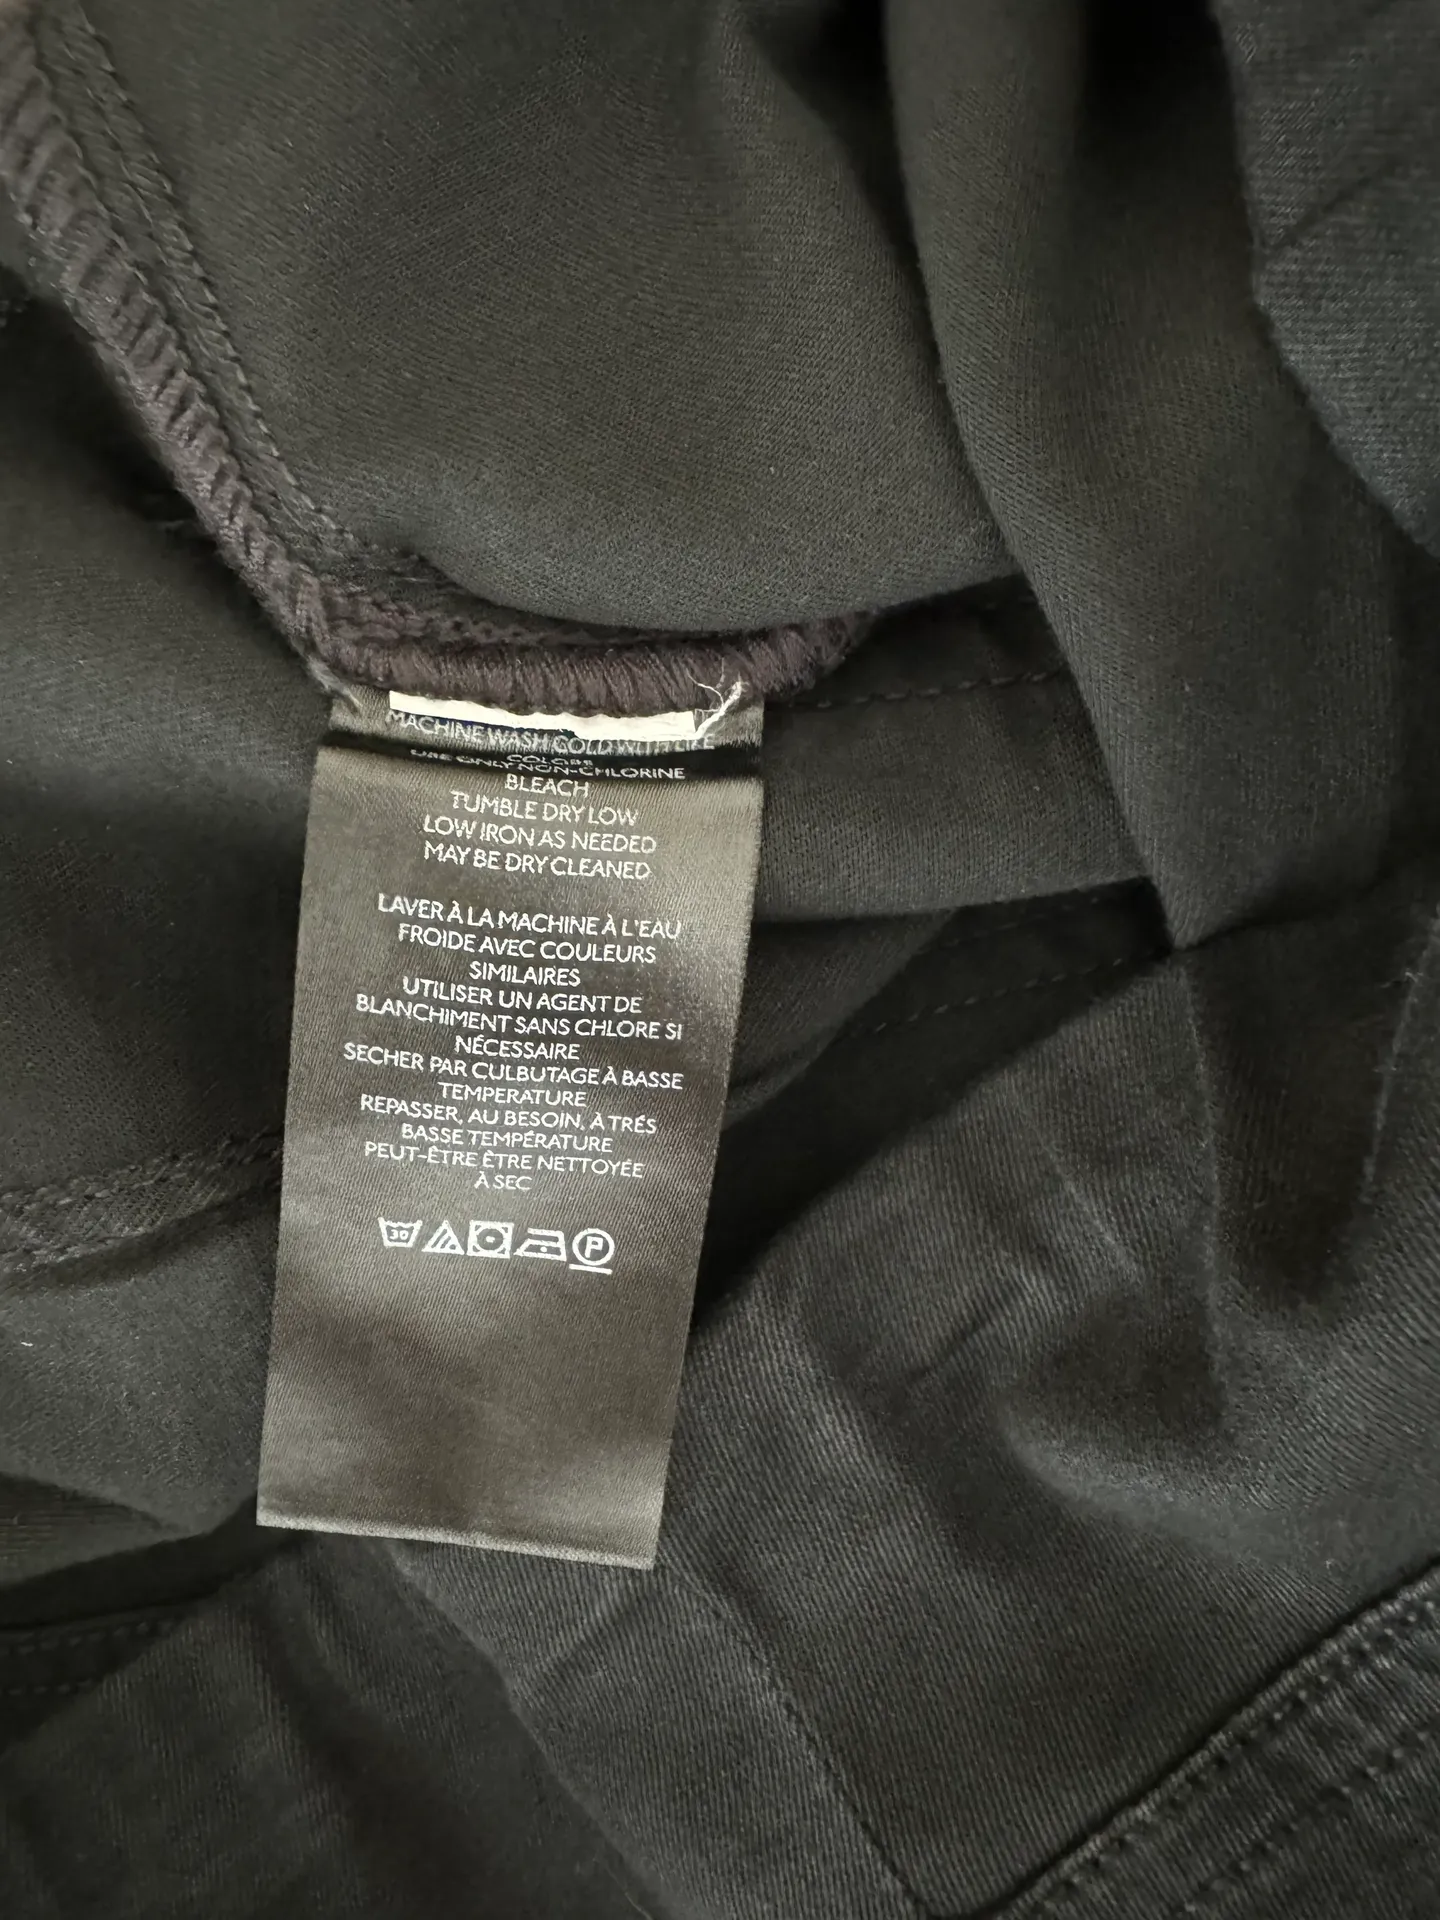 MACHINE WASH COLD WITH LIKE
COLORS
USE ONLY NON-CHLORINE
BLEACH
TUMBLE DRY LOW
LOW IRON AS NEEDED
MAY BE DRY CLEANED
LAVER À LA MACHINE À L'EAU
FROIDE AVEC COULEURS
SIMILAIRES
UTILISER UN AGENT DE
BLANCHIMENT SANS CHLORE SI
NÉCESSAIRE
SECHER PAR CULBUTAGE À BASSE
TEMPERATURE
REPASSER, AU BESOIN, À TRÉS
BASSE TEMPÉRATURE
PEUT-ÊTRE ÊTRE NETTOYÉE
À SEC
30 P